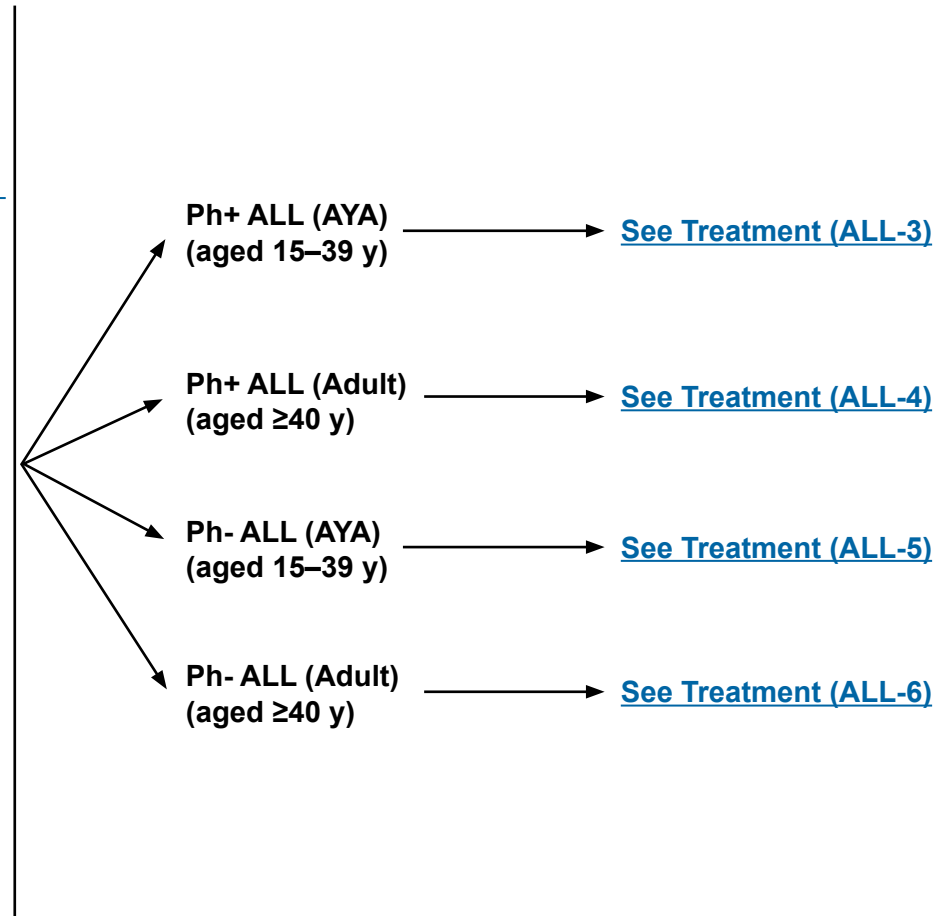 Ph+ ALL (AYA)
(aged 15–39 y)
See Treatment (ALL-3)
Ph+ ALL (Adult)
(aged ≥40 y)
See Treatment (ALL-4)
Ph- ALL (AYA)
(aged 15–39 y)
See Treatment (ALL-5)
Ph- ALL (Adult)
(aged ≥40 y)
See Treatment (ALL-6)